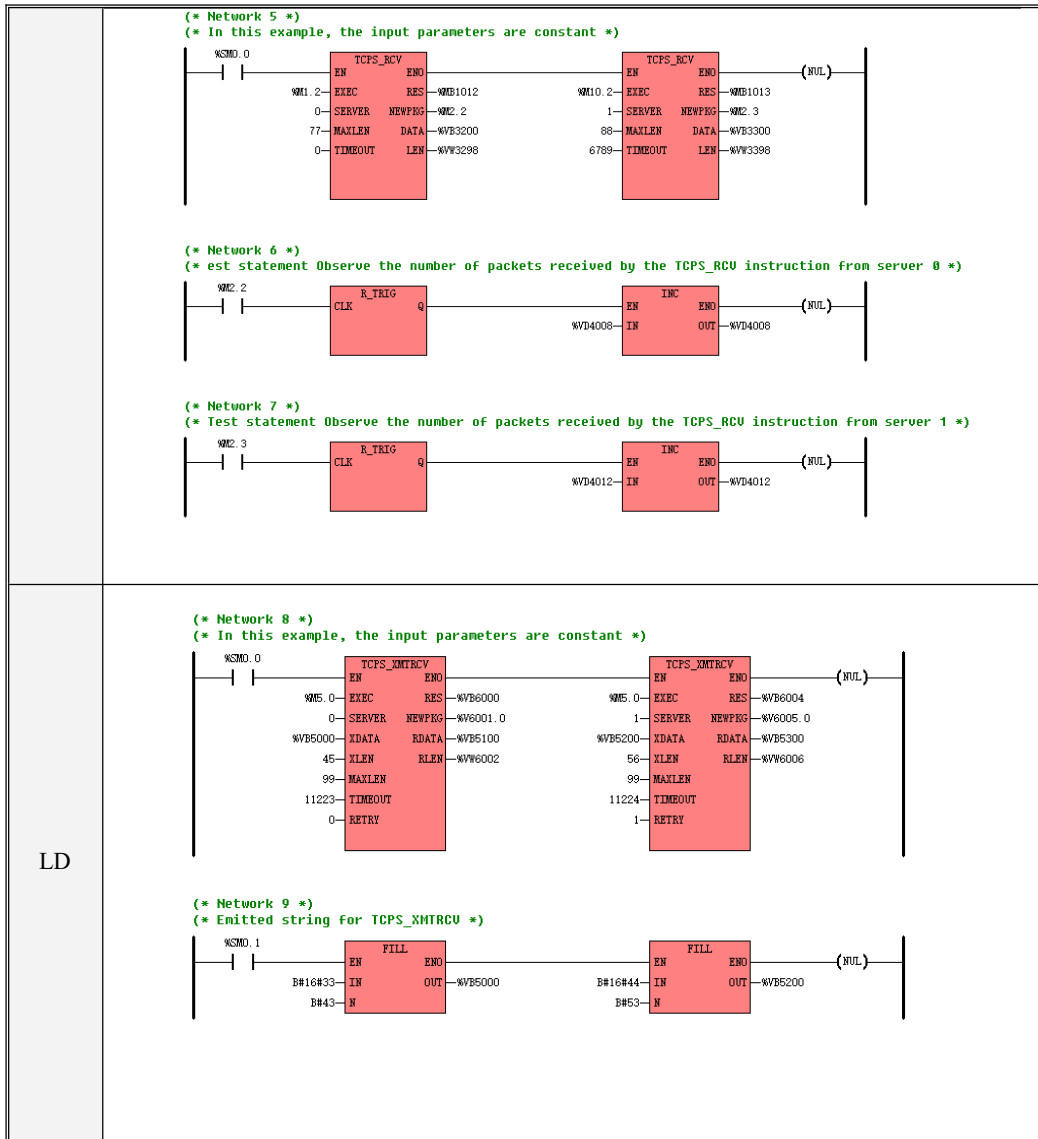 (* Network 5 *)
(* In this example, the input parameters are constant *)
%SM0.0
TCPS_RCV TCPS_RCV
EN ENO EN ENO (NUL)
%M1.2 EXEC RES %MB1012 %M10.2 EXEC RES %MB1013
0 SERVER NEWPKG %M2.2 1 SERVER NEWPKG %M2.3
77 MAXLEN DATA %VB3200 88 MAXLEN DATA %VB3300
0 TIMEOUT LEN %VW3298 6789 TIMEOUT LEN %VW3398
(* Network 6 *)
(* est statement Observe the number of packets received by the TCPS_RCV instruction from server 0 *)
%M2.2
R_TRIG INC
CLK Q EN ENO (NUL)
%VD4008 IN OUT %VD4008
(* Network 7 *)
(* Test statement Observe the number of packets received by the TCPS_RCV instruction from server 1 *)
%M2.3
R_TRIG INC
CLK Q EN ENO (NUL)
%VD4012 IN OUT %VD4012
LD
(* Network 8 *)
(* In this example, the input parameters are constant *)
%SM0.0
TCPS_XMTRCV TCPS_XMTRCV
EN ENO EN ENO (NUL)
%M5.0 EXEC RES %VB6000 %M5.0 EXEC RES %VB6004
0 SERVER NEWPKG %V6001.0 1 SERVER NEWPKG %V6005.0
%VB5000 XDATA RDATA %VB5100 %VB5200 XDATA RDATA %VB5300
45 XLEN RLEN %VW6002 56 XLEN RLEN %VW6006
99 MAXLEN 99 MAXLEN
11223 TIMEOUT 11224 TIMEOUT
0 RETRY 1 RETRY
(* Network 9 *)
(* Emitted string for TCPS_XMTRCV *)
%SM0.1
FILL FILL
EN ENO EN ENO (NUL)
B#16#33 IN OUT %VB5000 B#16#44 IN OUT %VB5200
B#43 N B#53 N